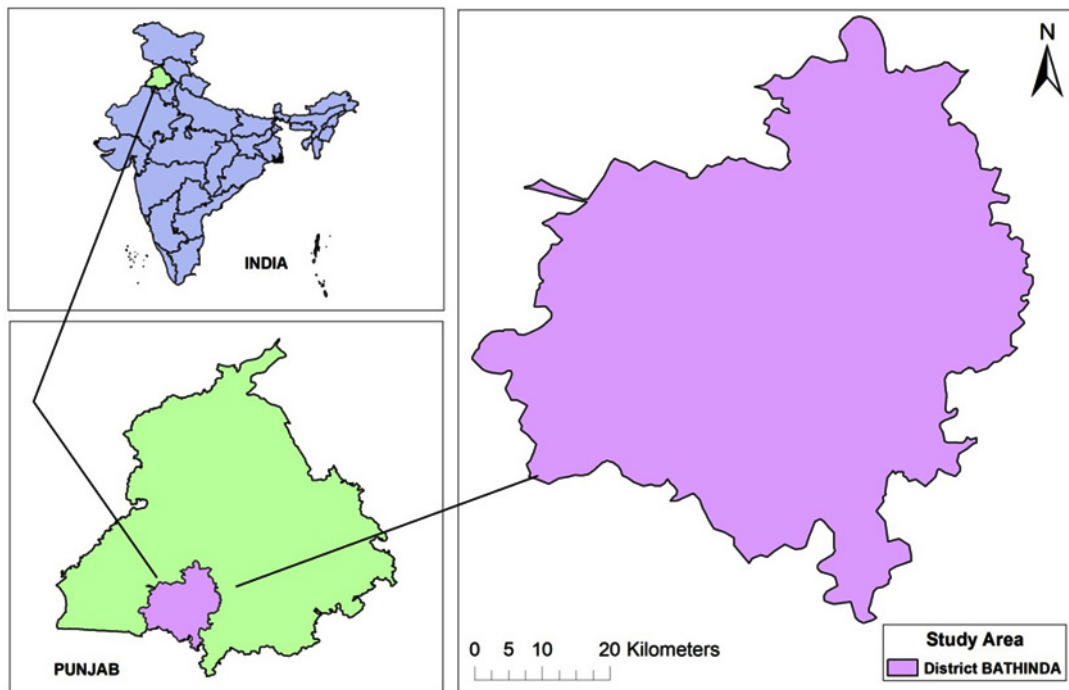 INDIA
PUNJAB
N
0 5 10 20 Kilometers
Study Area
District BATHINDA